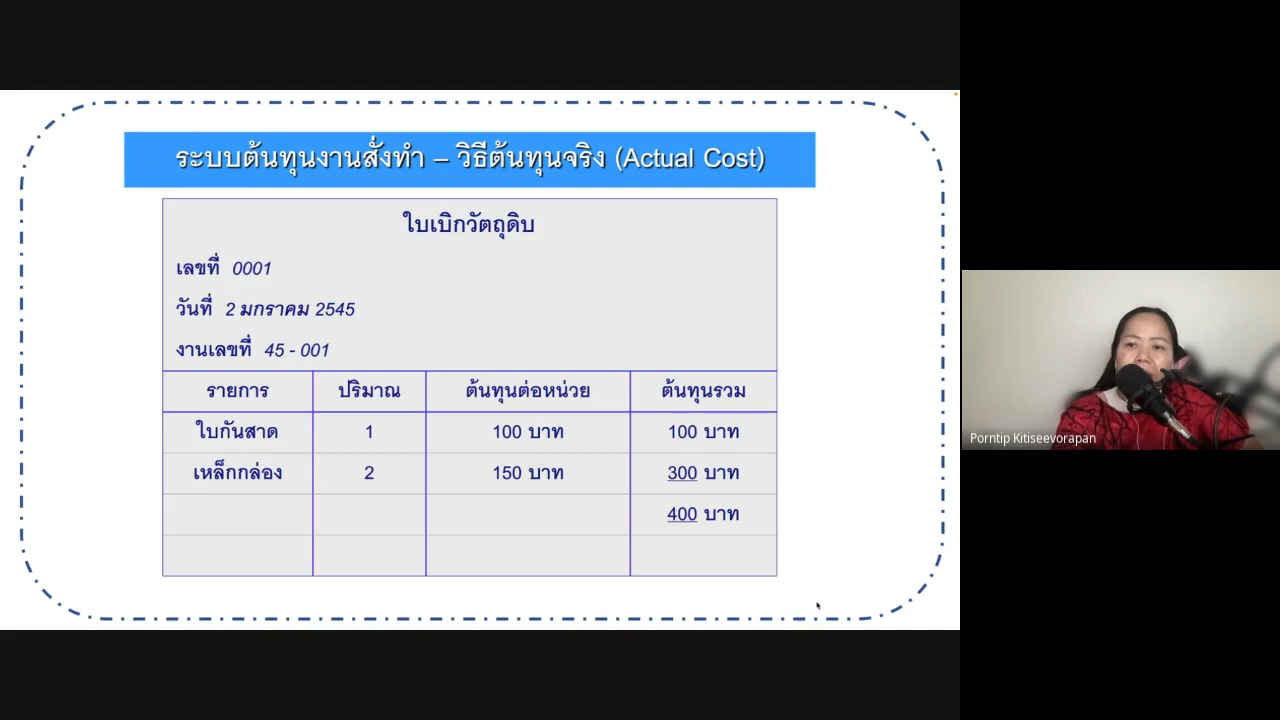 ระบบต้นทุนงานสั่งทำ – วิธีต้นทุนจริง (Actual Cost)
ใบเบิกวัตถุดิบ
เลขที่ 0001
วันที่ 2 มกราคม 2545
งานเลขที่ 45 - 001
รายการ ปริมาณ ต้นทุนต่อหน่วย ต้นทุนรวม
ใบกันสาด 1 100 บาท 100 บาท
เหล็กกล่อง 2 150 บาท 300 บาท
400 บาท
Porntip Kitiseevorapan